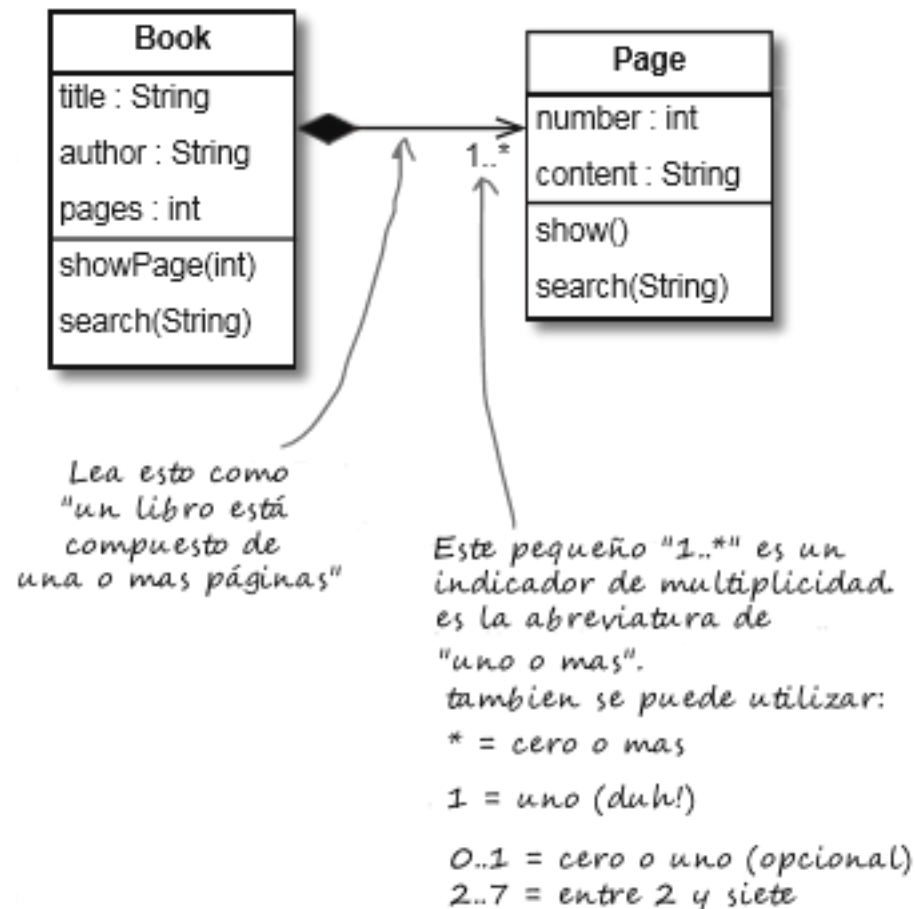 Book
title : String
author : String
pages : int
showPage(int)
search(String)
1..*
Page
number : int
content : String
show()
search(String)
Lea esto como
"un libro está
compuesto de
una o mas páginas"
Este pequeño "1..*" es un
indicador de multiplicidad.
es la abreviatura de
"uno o mas".
tambien se puede utilizar:
* = cero o mas
1 = uno (duh!)
0..1 = cero o uno (opcional)
2..7 = entre 2 y siete